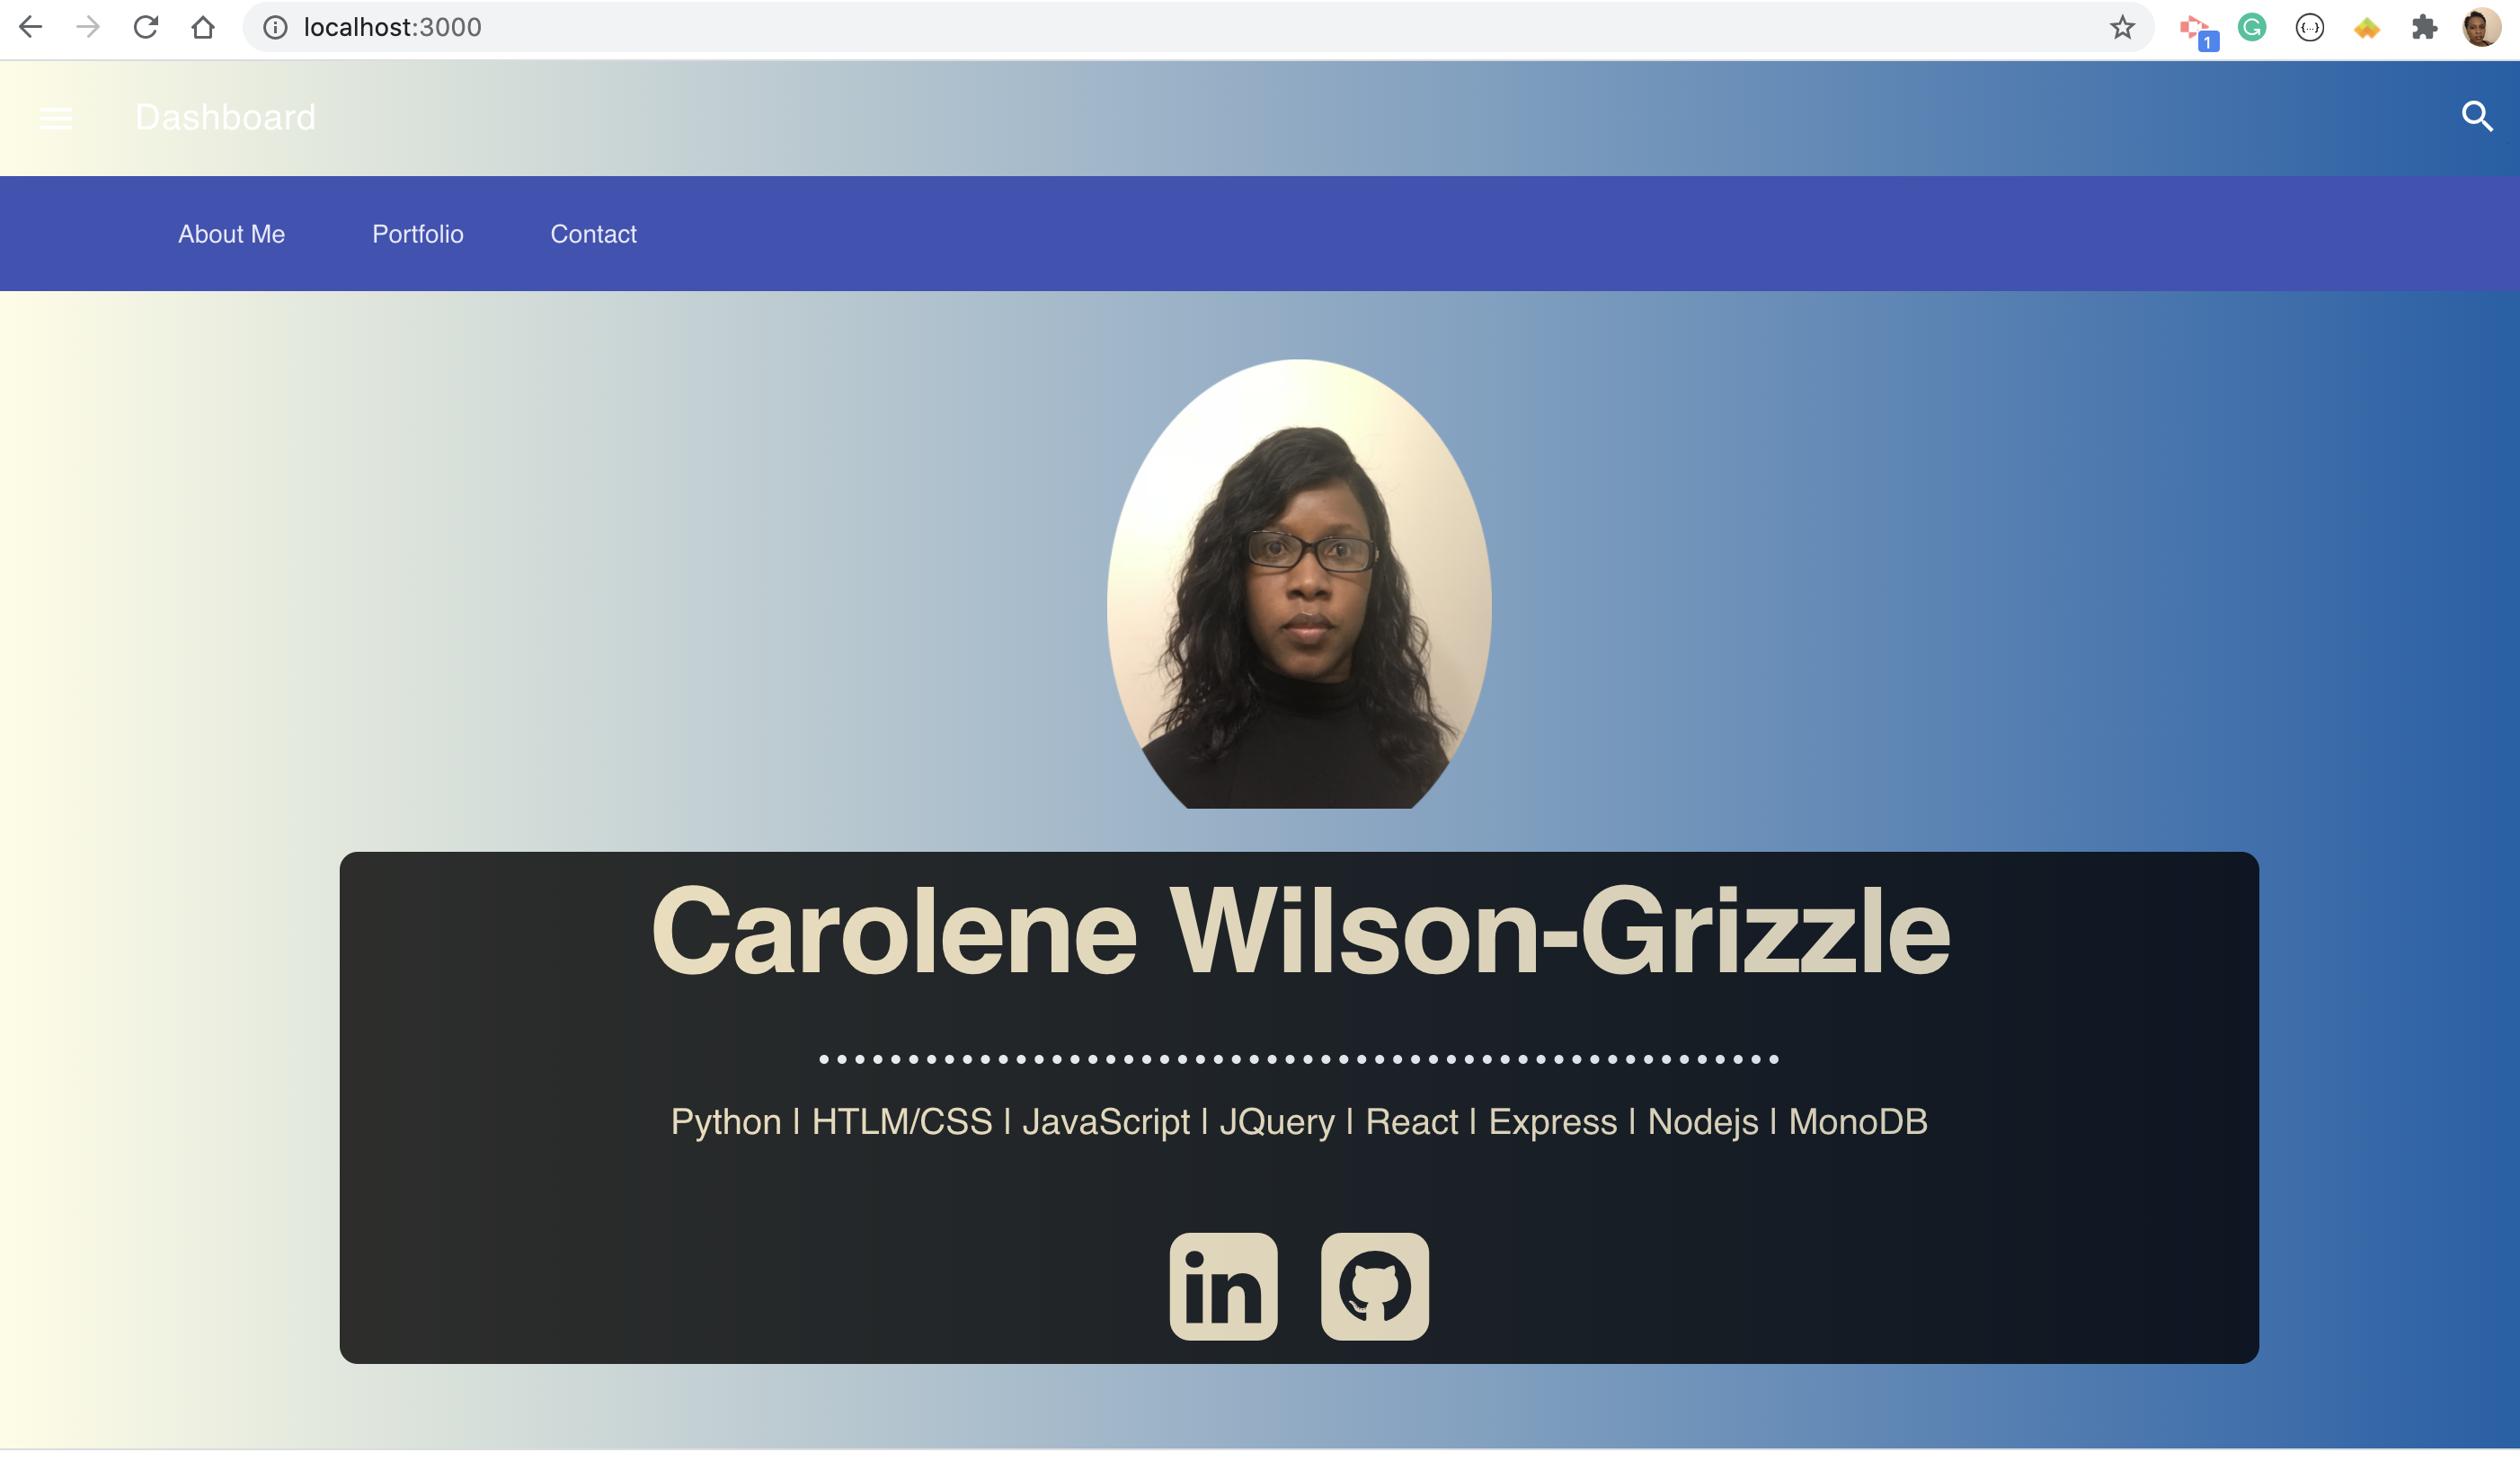 localhost:3000
1
Dashboard
About Me Portfolio Contact
Carolene Wilson-Grizzle
Python | HTLM/CSS | JavaScript | JQuery | React | Express | Nodejs | MonoDB
in